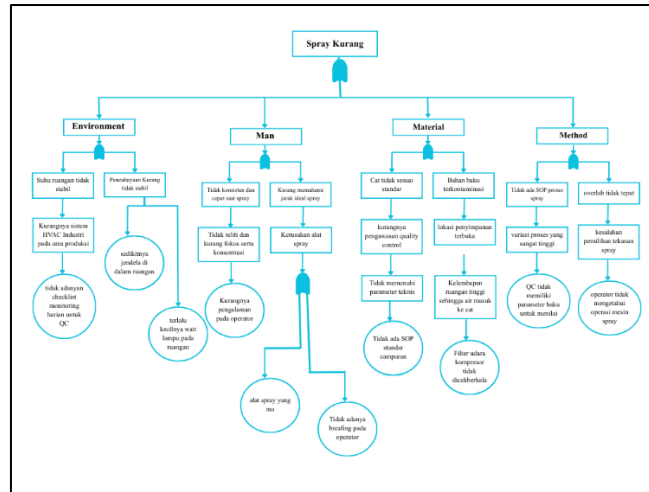 Spray Kurang
Environment
Man
Material
Method
Suhu ruangan tidak
stabil
Pencahayaan Kurang
tidak stabil
Tidak konsisten dan
cepat saat spray
Kurang memahami
jarak ideal spray
Cat tidak sesuai
standar
Bahan baku
terkontaminasi
Tidak ada SOP proses
spray
overlab tidak tepat
Kurangnya sistem
HVAC Industri
pada area produksi
sedikitnya
jendela di
dalam ruangan
Tidak teliti dan
kurang fokus serta
konsentrasi
Kerusakan alat
spray
kurangnya
pengawasan quality
control
lokasi penyimpanan
terbuka
variasi proses yang
sangat tinggi
kesalahan
pemilihan tekanan
spray
tidak adanyan
checklist
monitoring
harian untuk
QC
terlalu
kecilnya watt
lampu pada
ruangan
Kurangnya
pengalaman pada
operator
Tidak memenuhi
parameter teknis
Kelembapan
ruangan tinggi
sehingga air masuk
ke cat
QC tidak
memiliki
parameter baku
untuk menilai
operator tidak
mengetahui
operasi mesin
spray
Tidak ada SOP
standar
campuran
Filter udara
kompresor
tidak
dicekberkala
alat spray yang
ma
Tidak adanya
breafing pada
operator